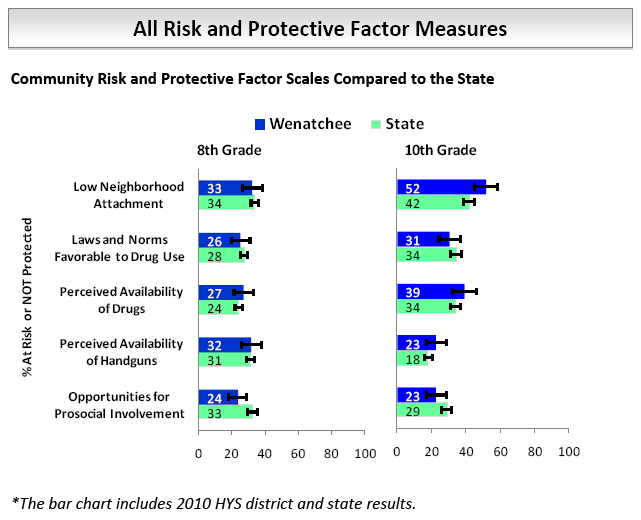 All Risk and Protective Factor Measures
Community Risk and Protective Factor Scales Compared to the State
Wenatchee State
8th Grade 10th Grade
% At Risk or NOT Protected
Low Neighborhood
Attachment
33 52
34 42
Laws and Norms
Favorable to Drug Use
26 31
28 34
Perceived Availability
of Drugs
27 39
24 34
Perceived Availability
of Handguns
32 23
31 18
Opportunities for
Prosocial Involvement
24 23
33 29
0 20 40 60 80 100 0 20 40 60 80 100
*The bar chart includes 2010 HYS district and state results.